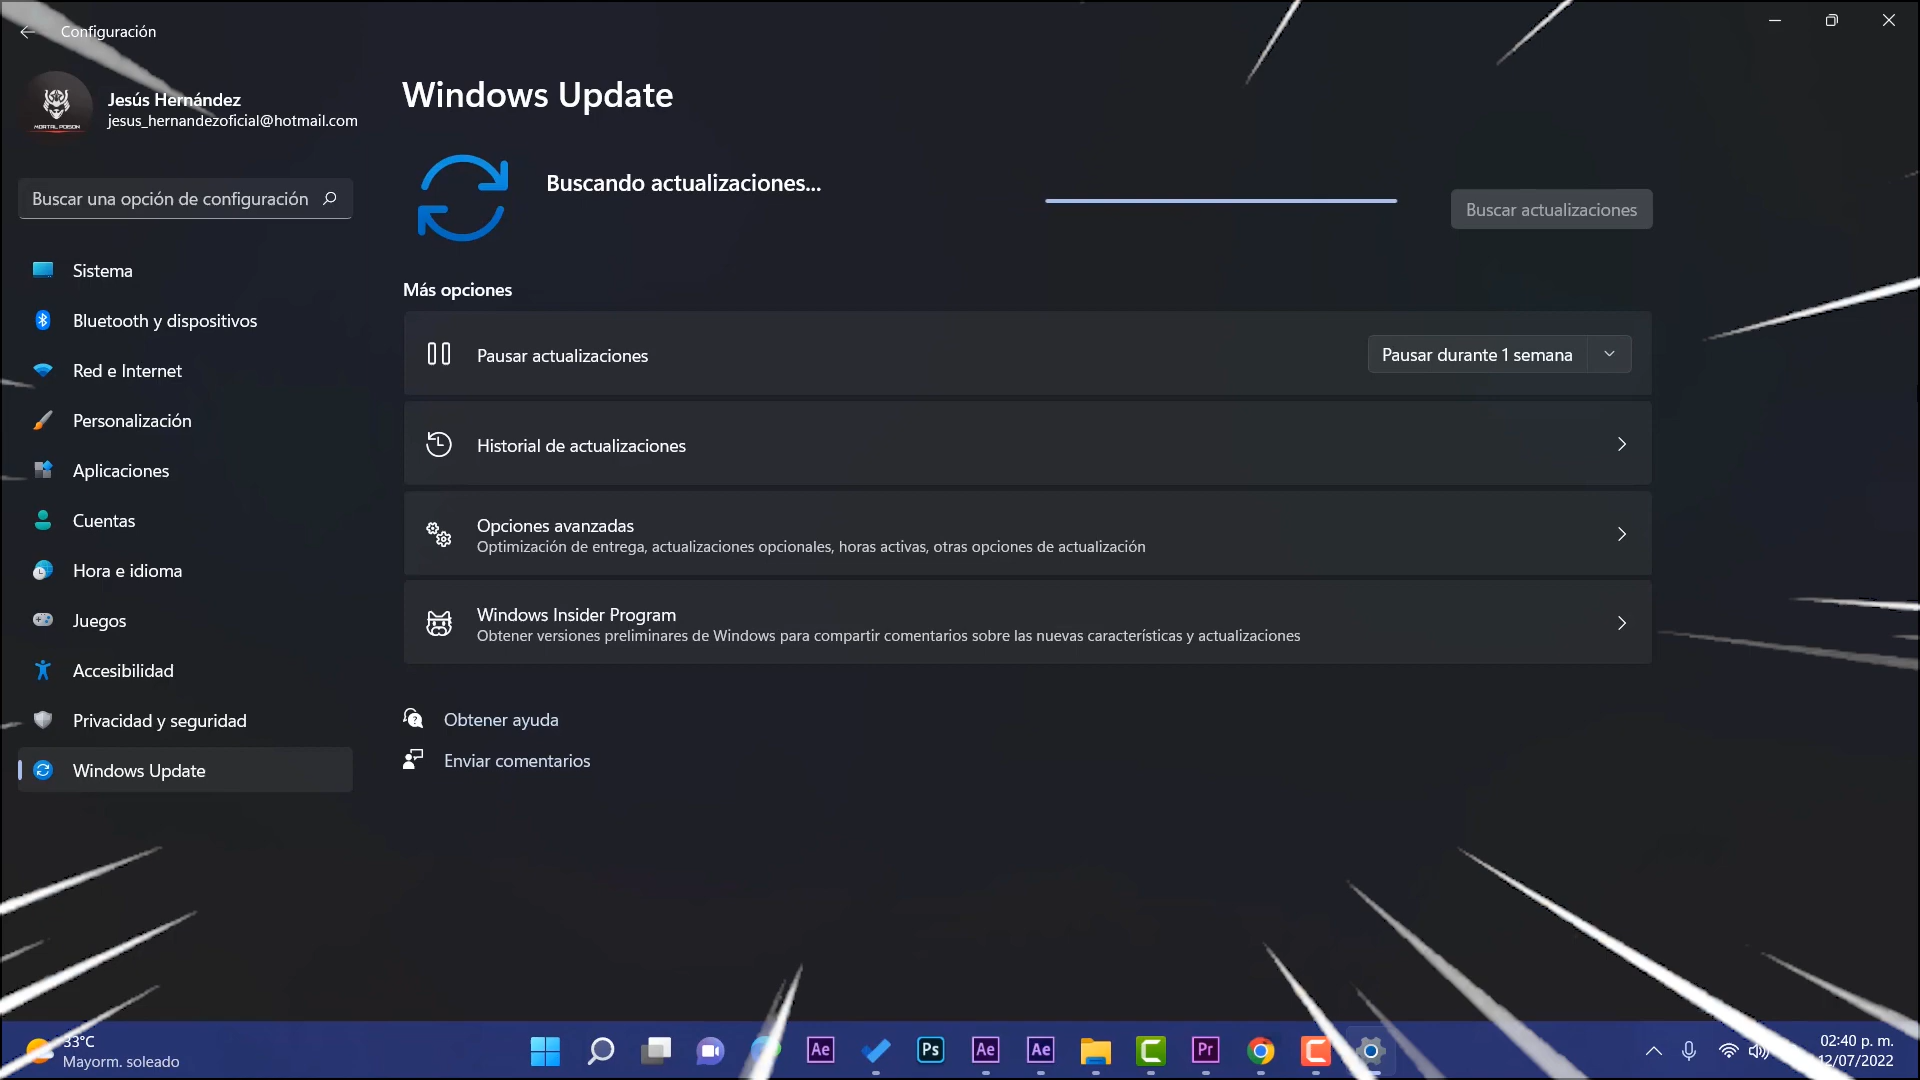 Configuración
MORTAL POISON
Jesús Hernández
jesus_hernandezoficial@hotmail.com
Buscar una opción de configuración
Sistema
Bluetooth y dispositivos
Red e Internet
Personalización
Aplicaciones
Cuentas
Hora e idioma
Juegos
Accesibilidad
Privacidad y seguridad
Windows Update
Windows Update
Buscando actualizaciones...
Buscar actualizaciones
Más opciones
Pausar actualizaciones
Pausar durante 1 semana
Historial de actualizaciones
Opciones avanzadas
Optimización de entrega, actualizaciones opcionales, horas activas, otras opciones de actualización
Windows Insider Program
Obtener versiones preliminares de Windows para compartir comentarios sobre las nuevas características y actualizaciones
Obtener ayuda
Enviar comentarios
33°C
Mayorm. soleado
Ae
Ps
Ae
Ae
Pr
02:40 p. m.
12/07/2022